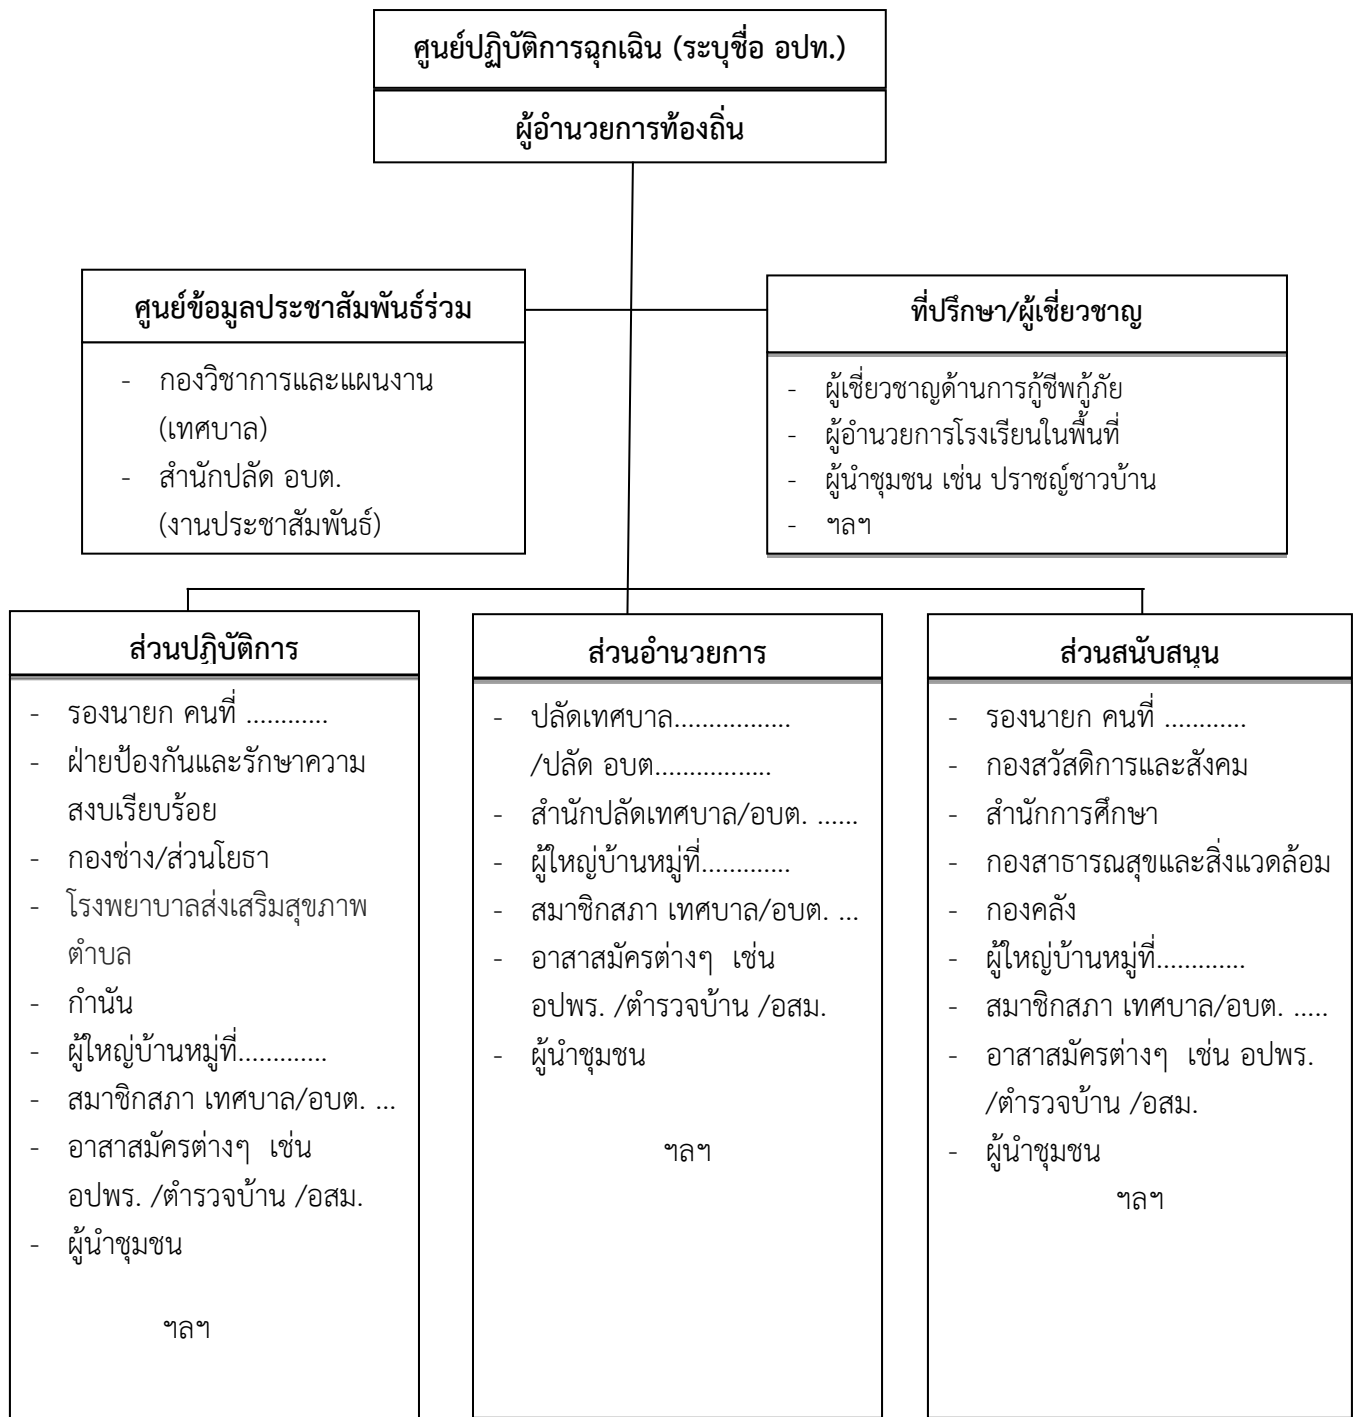 ศูนย์ปฏิบัติการฉุกเฉิน (ระบุชื่อ อปท.)
ผู้อำนวยการท้องถิ่น
ศูนย์ข้อมูลประชาสัมพันธ์ร่วม
- กองวิชาการและแผนงาน
(เทศบาล)
- สำนักปลัด อบต.
(งานประชาสัมพันธ์)
ที่ปรึกษา/ผู้เชี่ยวชาญ
- ผู้เชี่ยวชาญด้านการกู้ชีพกู้ภัย
- ผู้อำนวยการโรงเรียนในพื้นที่
- ผู้นำชุมชน เช่น ปราชญ์ชาวบ้าน
- ฯลฯ
ส่วนปฏิบัติการ
- รองนายก คนที่ ............
- ฝ่ายป้องกันและรักษาความ
สงบเรียบร้อย
- กองช่าง/ส่วนโยธา
- โรงพยาบาลส่งเสริมสุขภาพ
ตำบล
- กำนัน
- ผู้ใหญ่บ้านหมู่ที่.............
- สมาชิกสภา เทศบาล/อบต. ...
- อาสาสมัครต่างๆ เช่น
อปพร. /ตำรวจบ้าน /อสม.
- ผู้นำชุมชน
ฯลฯ
ส่วนอำนวยการ
- ปลัดเทศบาล.................
/ปลัด อบต.................
- สำนักปลัดเทศบาล/อบต. ......
- ผู้ใหญ่บ้านหมู่ที่.............
- สมาชิกสภา เทศบาล/อบต. ...
- อาสาสมัครต่างๆ เช่น
อปพร. /ตำรวจบ้าน /อสม.
- ผู้นำชุมชน
ฯลฯ
ส่วนสนับสนุน
- รองนายก คนที่ ............
- กองสวัสดิการและสังคม
- สำนักการศึกษา
- กองสาธารณสุขและสิ่งแวดล้อม
- กองคลัง
- ผู้ใหญ่บ้านหมู่ที่.............
- สมาชิกสภา เทศบาล/อบต. .....
- อาสาสมัครต่างๆ เช่น อปพร.
/ตำรวจบ้าน /อสม.
- ผู้นำชุมชน
ฯลฯ